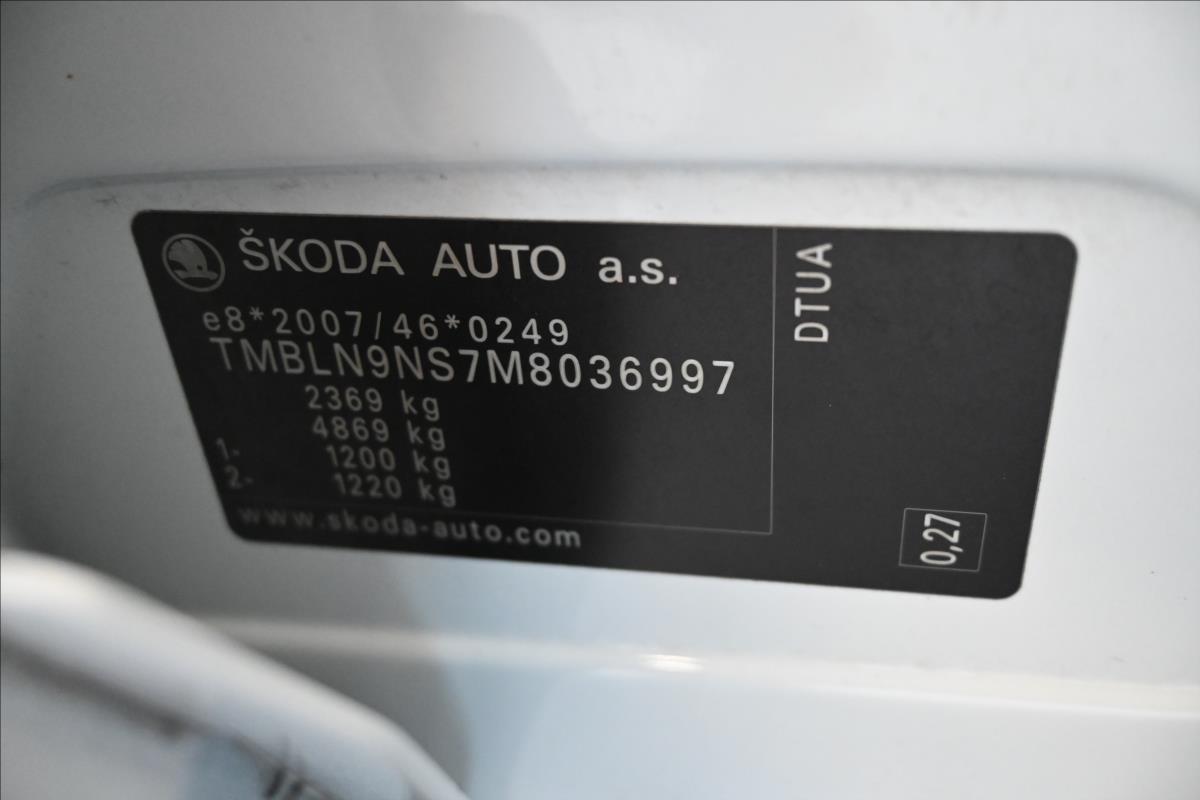 ŠKODA AUTO a.s.
e8*2007/46*0249
TMBLN9NS7M8036997
2369 kg
4869 kg
1- 1200 kg
2- 1220 kg
www.skoda-auto.com
DTUA
0,27